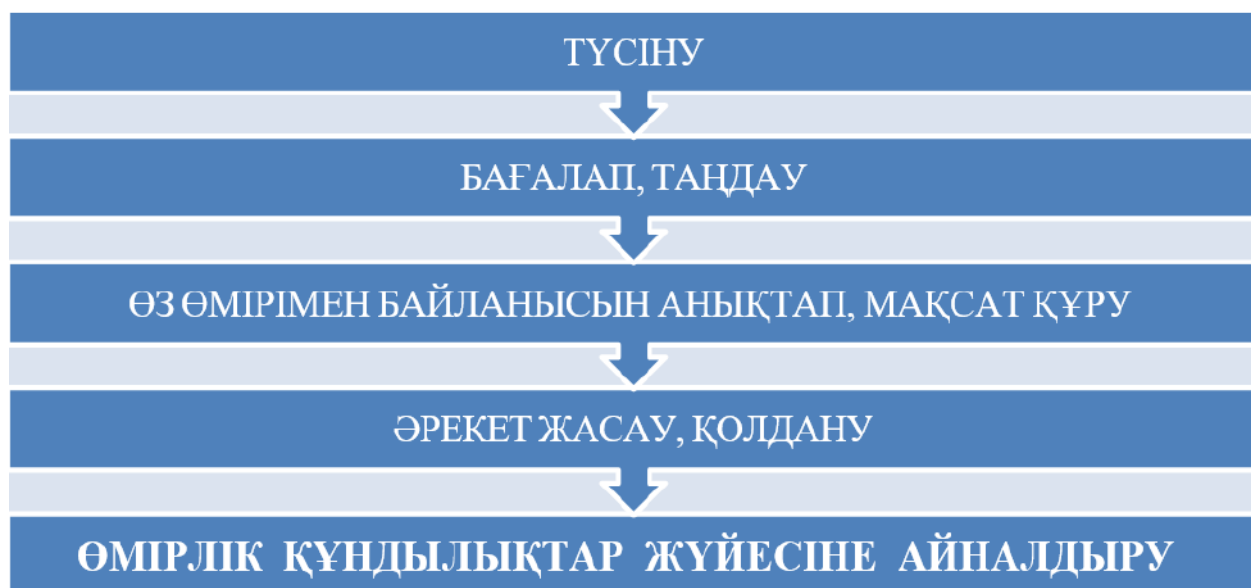 ТҮСІНУ
БАҒАЛАП, ТАҢДАУ
ӨЗ ӨМІРІМЕН БАЙЛАНЫСЫН АНЫҚТАП, МАҚСАТ ҚҰРУ
ӘРЕКЕТ ЖАСАУ, ҚОЛДАНУ
ӨМІРЛІК ҚҰНДЫЛЫҚТАР ЖҮЙЕСІНЕ АЙНАЛДЫРУ